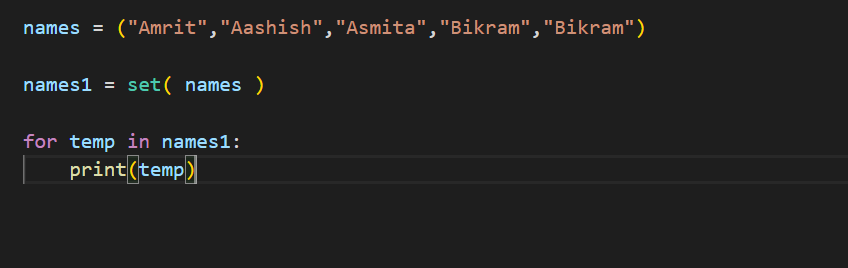 names = ("Amrit","Aashish","Asmita","Bikram","Bikram")
names1 = set( names )
for temp in names1:
    print(temp)